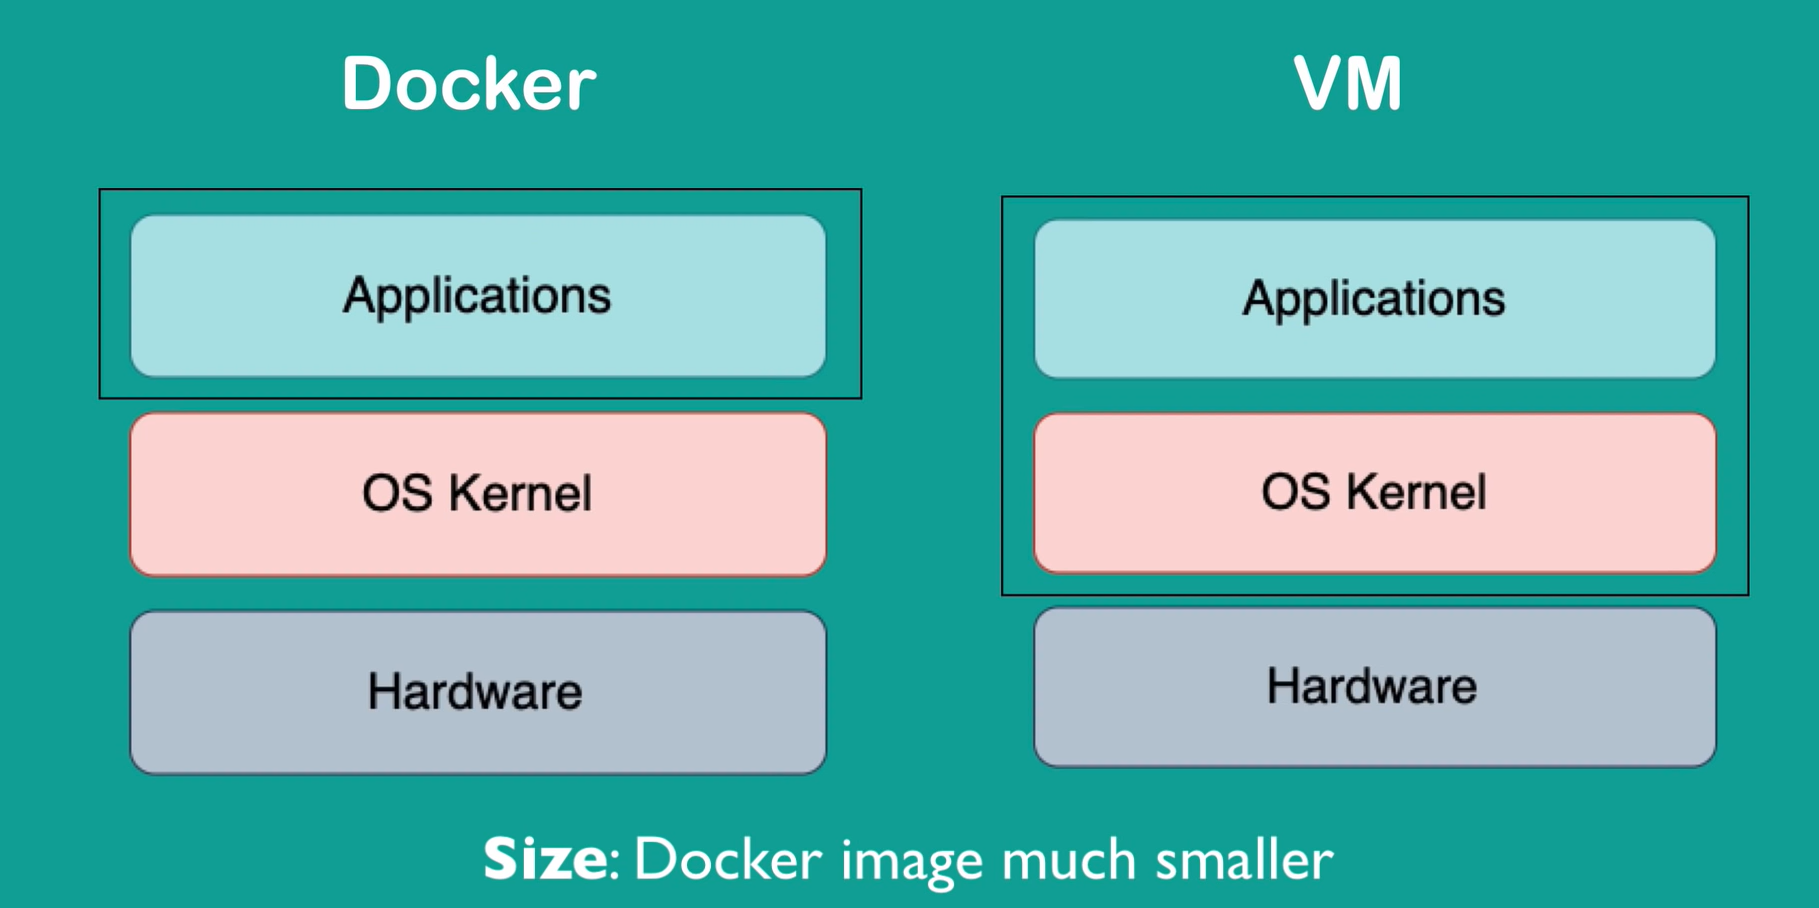 Docker
VM
Applications
Applications
OS Kernel
OS Kernel
Hardware
Hardware
Size: Docker image much smaller